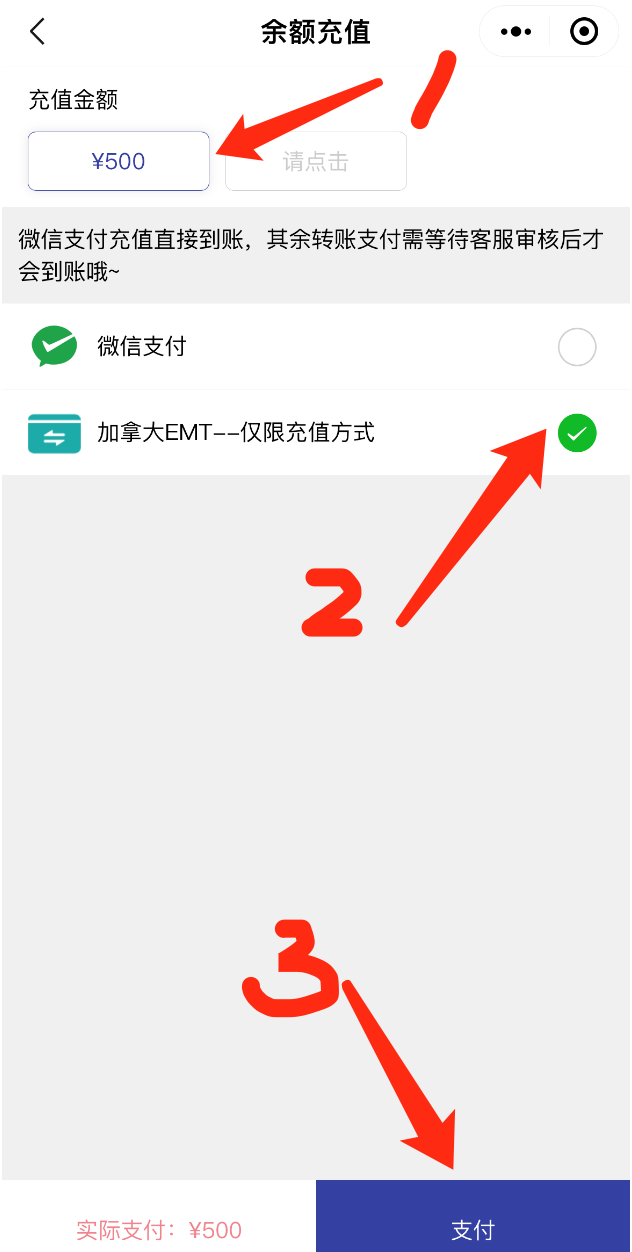 余额充值
充值金额
1
¥500
请点击
微信支付充值直接到账，其余转账支付需等待客服审核后才
会到账哦~
微信支付
加拿大EMT--仅限充值方式
2
3
实际支付：¥500
支付